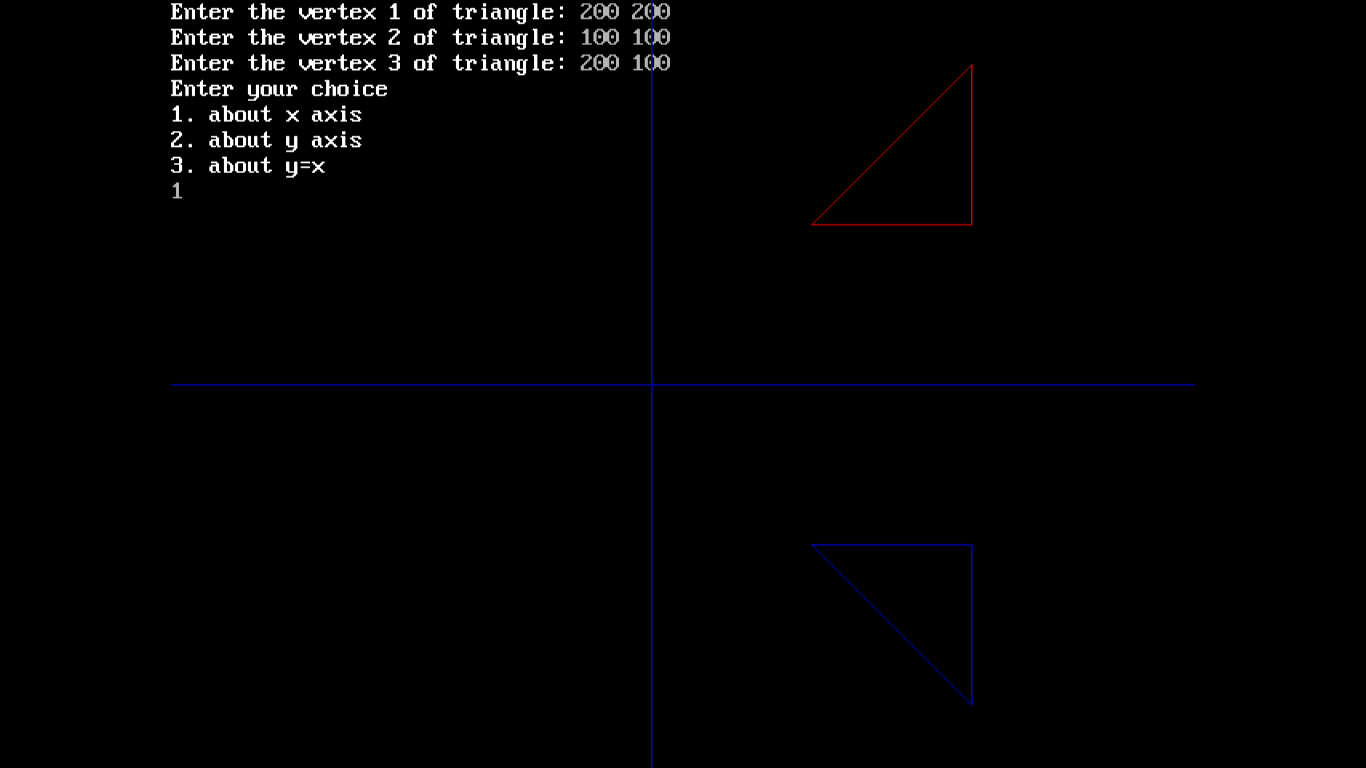 Enter the vertex 1 of triangle: 200 200
Enter the vertex 2 of triangle: 100 100
Enter the vertex 3 of triangle: 200 100
Enter your choice
1. about x axis
2. about y axis
3. about y=x
1